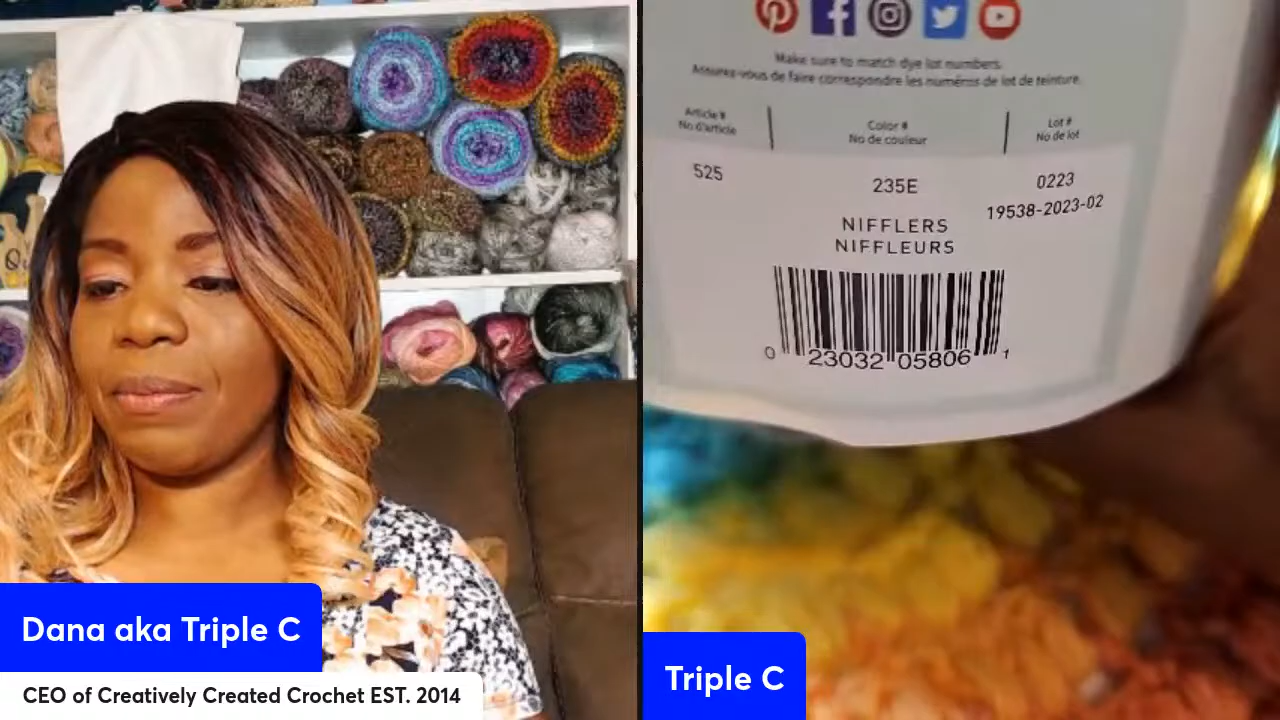 Qu
Dana aka Triple C
CEO of Creatively Created Crochet EST. 2014
Make sure to match dye lot numbers.
Assurez-vous de faire correspondre les numéros de lot de teinture.
Article #
No d'article
Color #
No de couleur
Lot #
No de lot
525
235E
0223
19538-2023-02
NIFFLERS
NIFFLEURS
0 23032 05806 1
Triple C